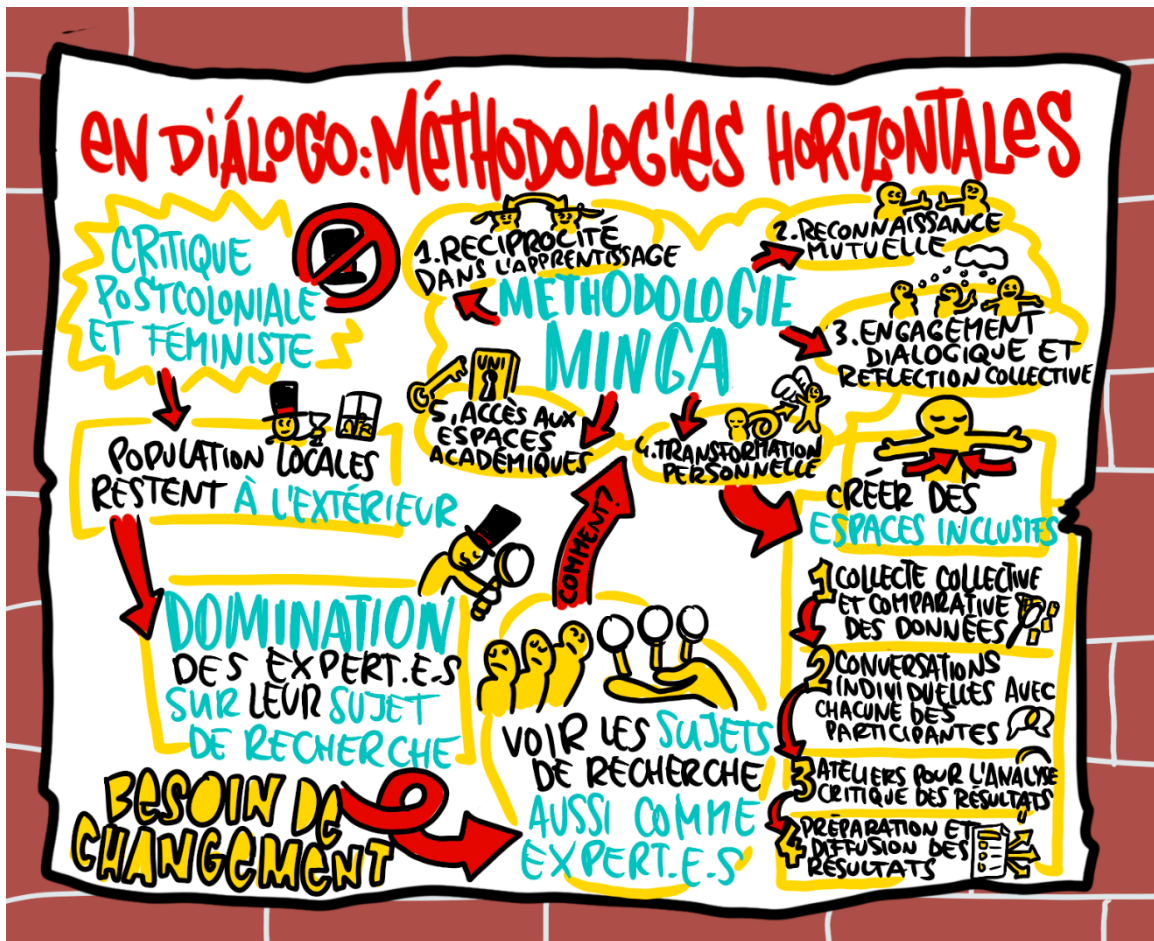 EN DIÁLOGO: MÉTHODOLOGIES HORIZONTALES
CRITIQUE
POSTCOLONIALE
ET FÉMINISTE
POPULATION LOCALES
RESTENT À L'EXTÉRIEUR
DOMINATION
DES EXPERT.E.S
SUR LEUR SUJET
DE RECHERCHE
BESOIN DE
CHANGEMENT
VOIR LES SUJETS
DE RECHERCHE
AUSSI COMME
EXPERT.E.S
COMMENT?
METHODOLOGIE
MINGA
1. RECIPROCITÉ
DANS L'APPRENTISSAGE
2. RECONNAISSANCE
MUTUELLE
3. ENGAGEMENT
DIALOGIQUE ET
REFLECTION COLLECTIVE
4. TRANSFORMATION
PERSONNELLE
UNI
5. ACCÈS AUX
ESPACES
ACADÉMIQUES
CRÉER DES
ESPACES INCLUSIFS
1 COLLECTE COLLECTIVE
ET COMPARATIVE
DES DONNÉES
2 CONVERSATIONS
INDIVIDUELLES AVEC
CHACUNE DES
PARTICIPANTES
3 ATELIERS POUR L'ANALYSE
CRITIQUE DES RÉSULTATS
4 PRÉPARATION ET
DIFFUSION DES
RÉSULTATS